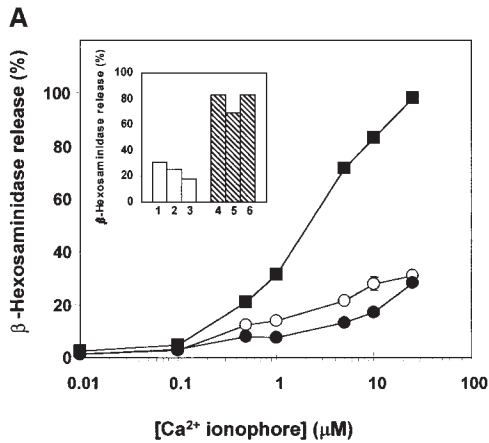 A
β-Hexosaminidase release (%)
100
80
60
40
20
0
β-Hexosaminidase release (%)
100
80
60
40
20
0
1 2 3 4 5 6
0.01 0.1 1 10 100
[Ca²⁺ ionophore] (μM)